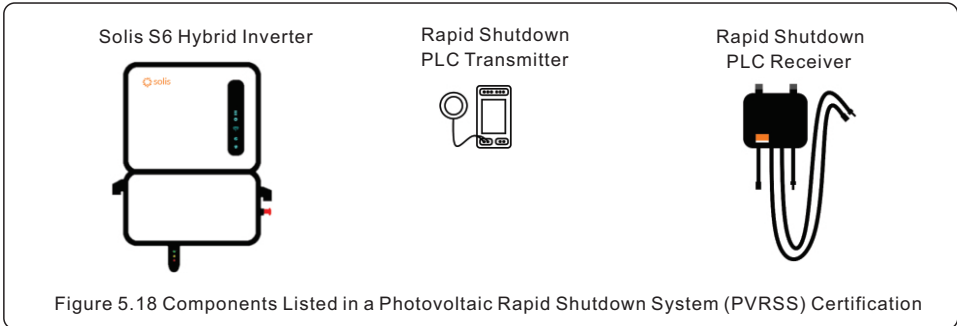 Solis S6 Hybrid Inverter
Rapid Shutdown
PLC Transmitter
Rapid Shutdown
PLC Receiver
solis
Figure 5.18 Components Listed in a Photovoltaic Rapid Shutdown System (PVRSS) Certification